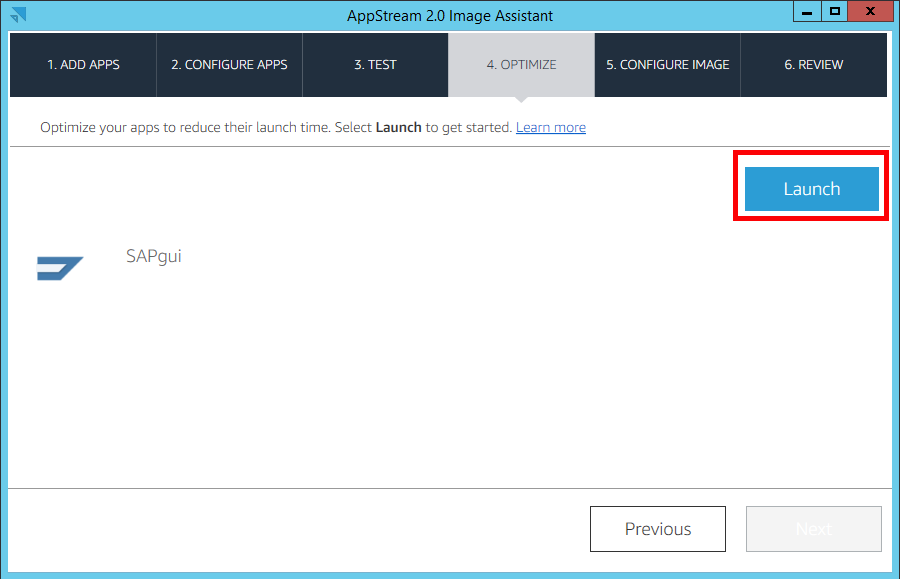 AppStream 2.0 Image Assistant
1. ADD APPS 2. CONFIGURE APPS 3. TEST 4. OPTIMIZE 5. CONFIGURE IMAGE 6. REVIEW
Optimize your apps to reduce their launch time. Select Launch to get started. Learn more
Launch
SAPgui
Previous Next